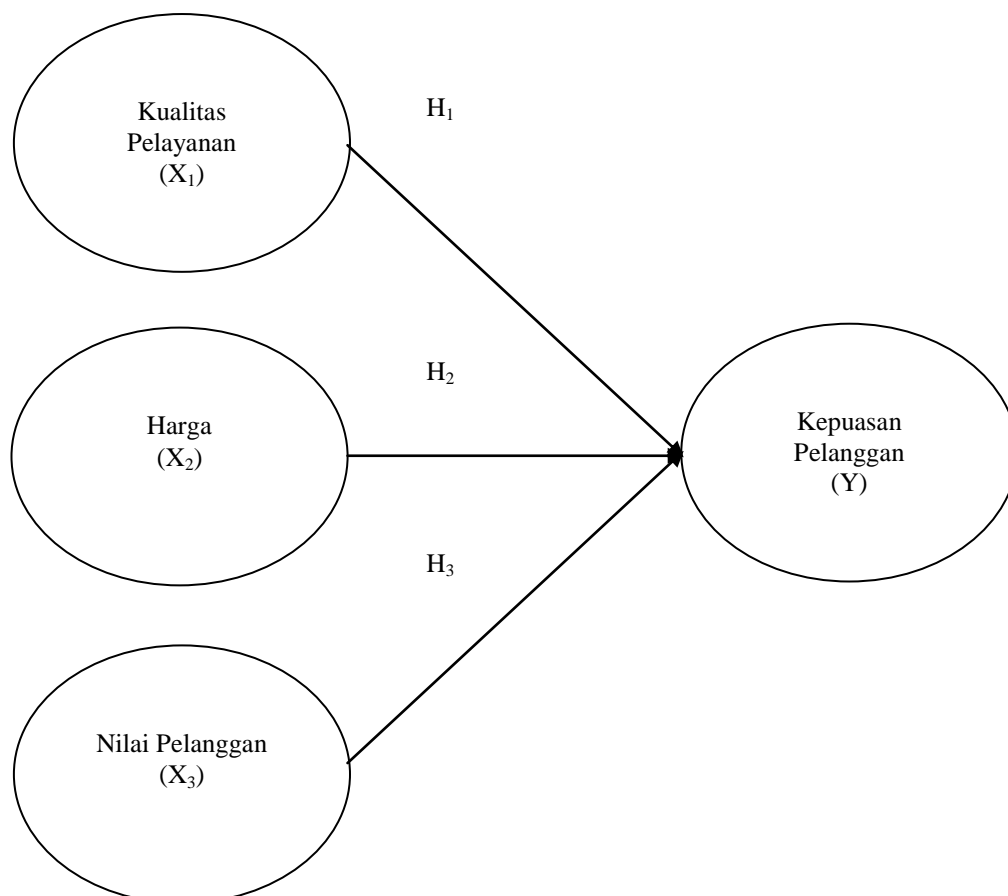 Kualitas
Pelayanan
(X₁)
H₁
Harga
(X₂)
H₂
Kepuasan
Pelanggan
(Y)
H₃
Nilai Pelanggan
(X₃)